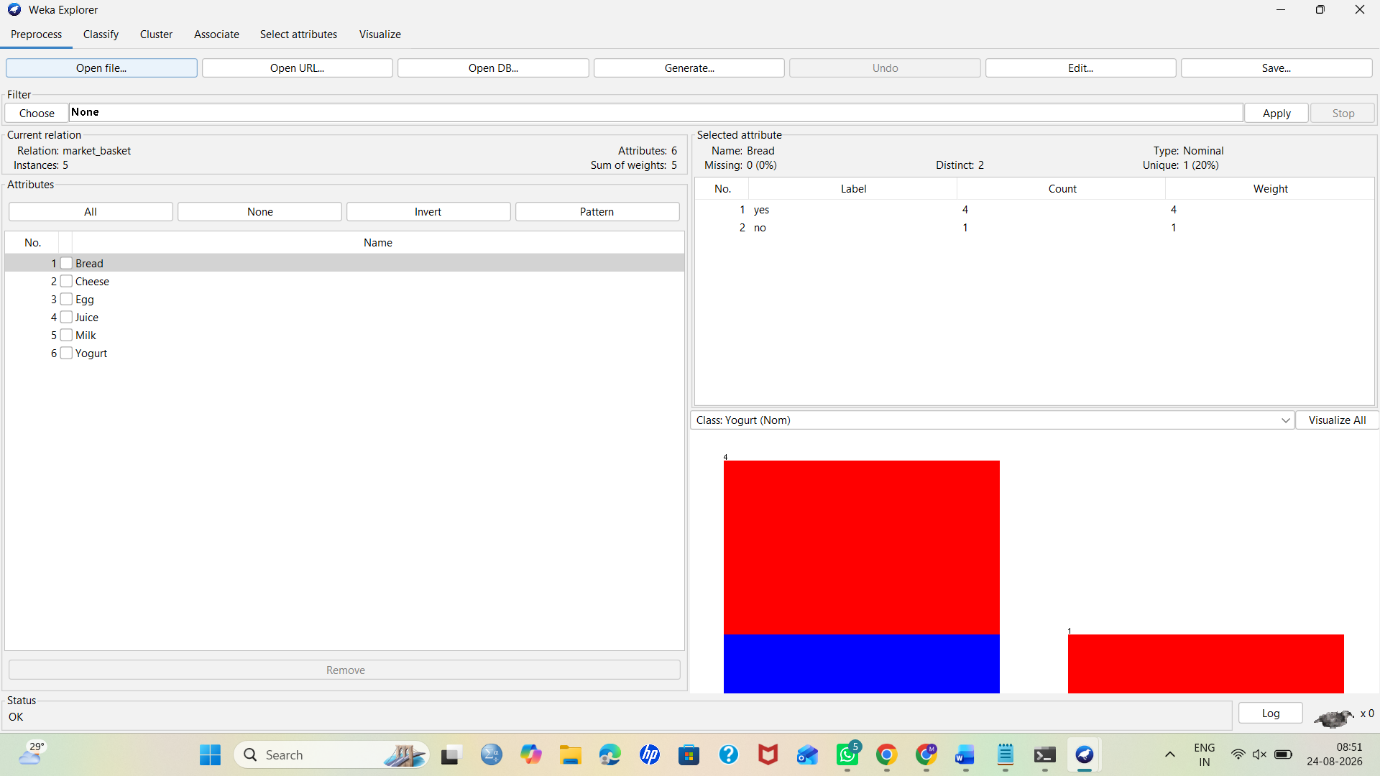 Weka Explorer
Preprocess Classify Cluster Associate Select attributes Visualize
Open file... Open URL... Open DB... Generate... Undo Edit... Save...
Filter
Choose None Apply Stop
Current relation
Relation: market_basket Attributes: 6
Instances: 5 Sum of weights: 5
Attributes
All None Invert Pattern
No. Name
1 Bread
2 Cheese
3 Egg
4 Juice
5 Milk
6 Yogurt
Remove
Selected attribute
Name: Bread Type: Nominal
Missing: 0 (0%) Distinct: 2 Unique: 1 (20%)
No. Label Count Weight
1 yes 4 4
2 no 1 1
Class: Yogurt (Nom) Visualize All
4
1
Status
OK
Log x 0
29° Search hp 5 M W ENG 08:51
IN 24-08-2026